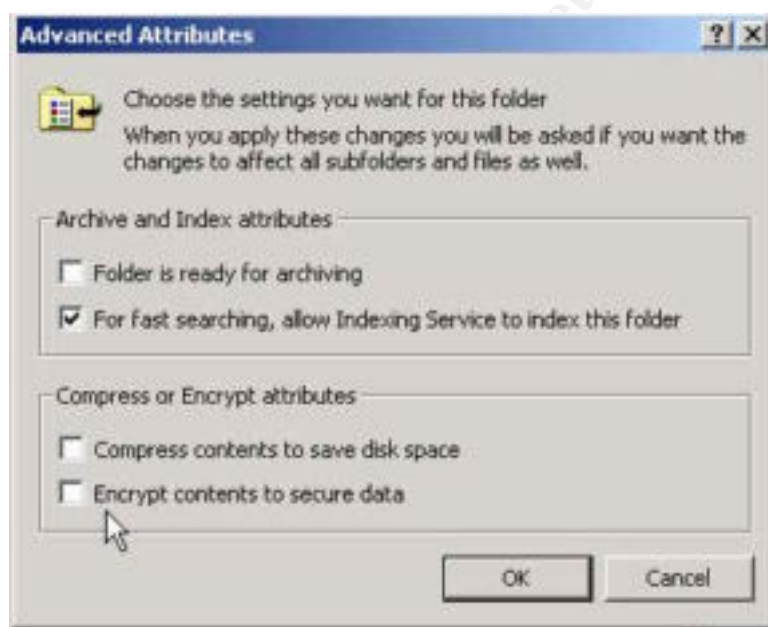 Advanced Attributes
Choose the settings you want for this folder
When you apply these changes you will be asked if you want the
changes to affect all subfolders and files as well.
Archive and Index attributes
Folder is ready for archiving
For fast searching, allow Indexing Service to index this folder
Compress or Encrypt attributes
Compress contents to save disk space
Encrypt contents to secure data
OK
Cancel